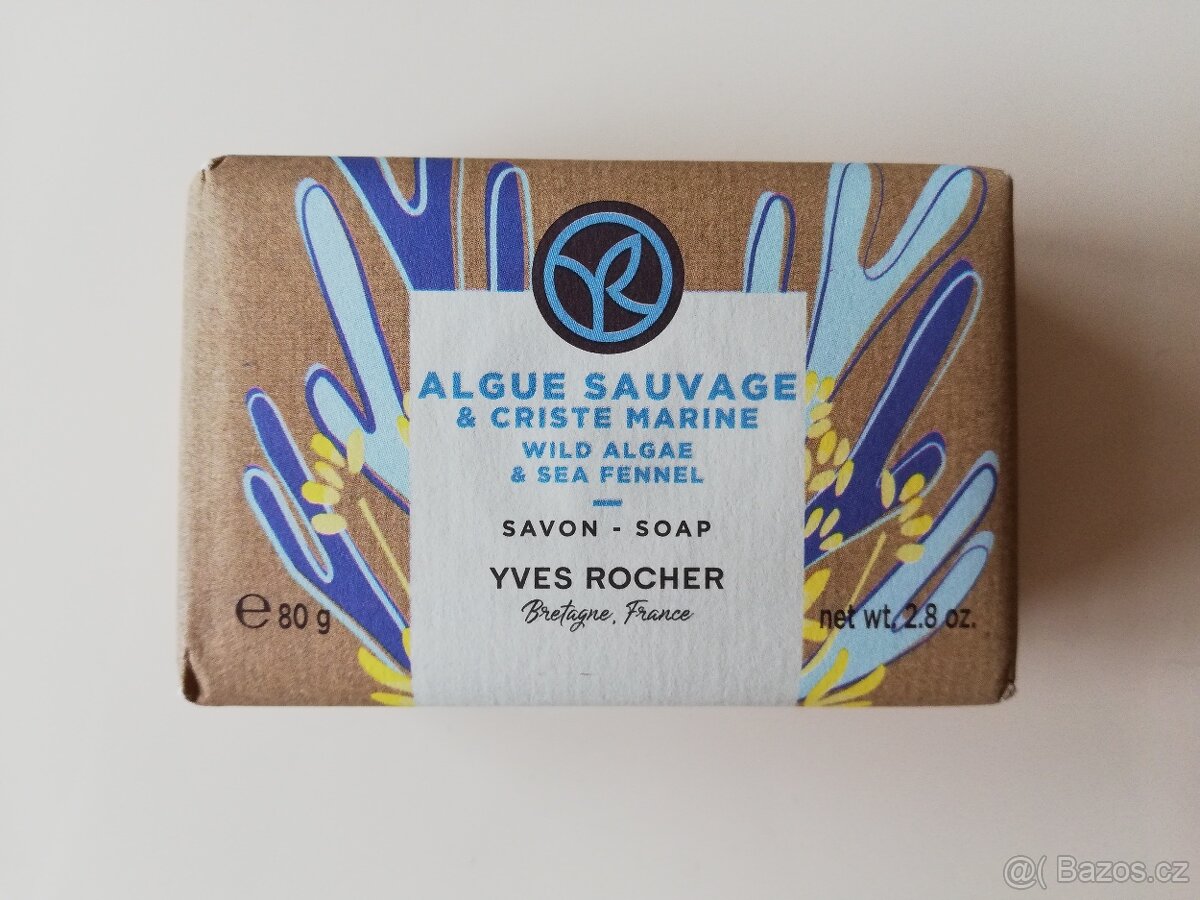 ALGUE SAUVAGE
& CRISTE MARINE
WILD ALGAE
& SEA FENNEL
SAVON - SOAP
YVES ROCHER
Bretagne, France
℮ 80 g
net wt. 2.8 oz.
@( Bazos.cz